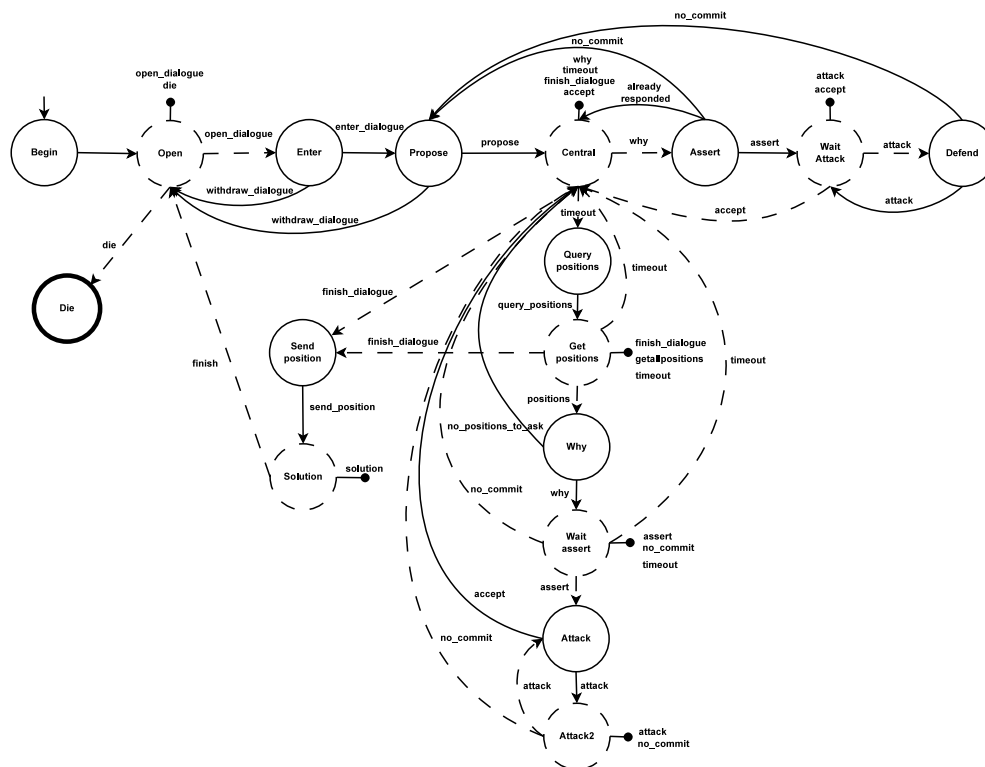 no_commit
no_commit
why
timeout
finish_dialogue
accept
open_dialogue
die
attack
accept
already
responded
open_dialogue
enter_dialogue
propose
why
assert
attack
Begin
Open
Enter
Propose
Central
Assert
Wait
Attack
Defend
withdraw_dialogue
withdraw_dialogue
attack
accept
timeout
die
Query
positions
timeout
finish_dialogue
query_positions
Die
Send
position
finish_dialogue
Get
positions
finish_dialogue
getallpositions
timeout
finish
timeout
positions
send_position
no_positions_to_ask
Why
Solution
solution
no_commit
why
Wait
assert
assert
no_commit
timeout
assert
accept
no_commit
Attack
attack
attack
Attack2
attack
no_commit